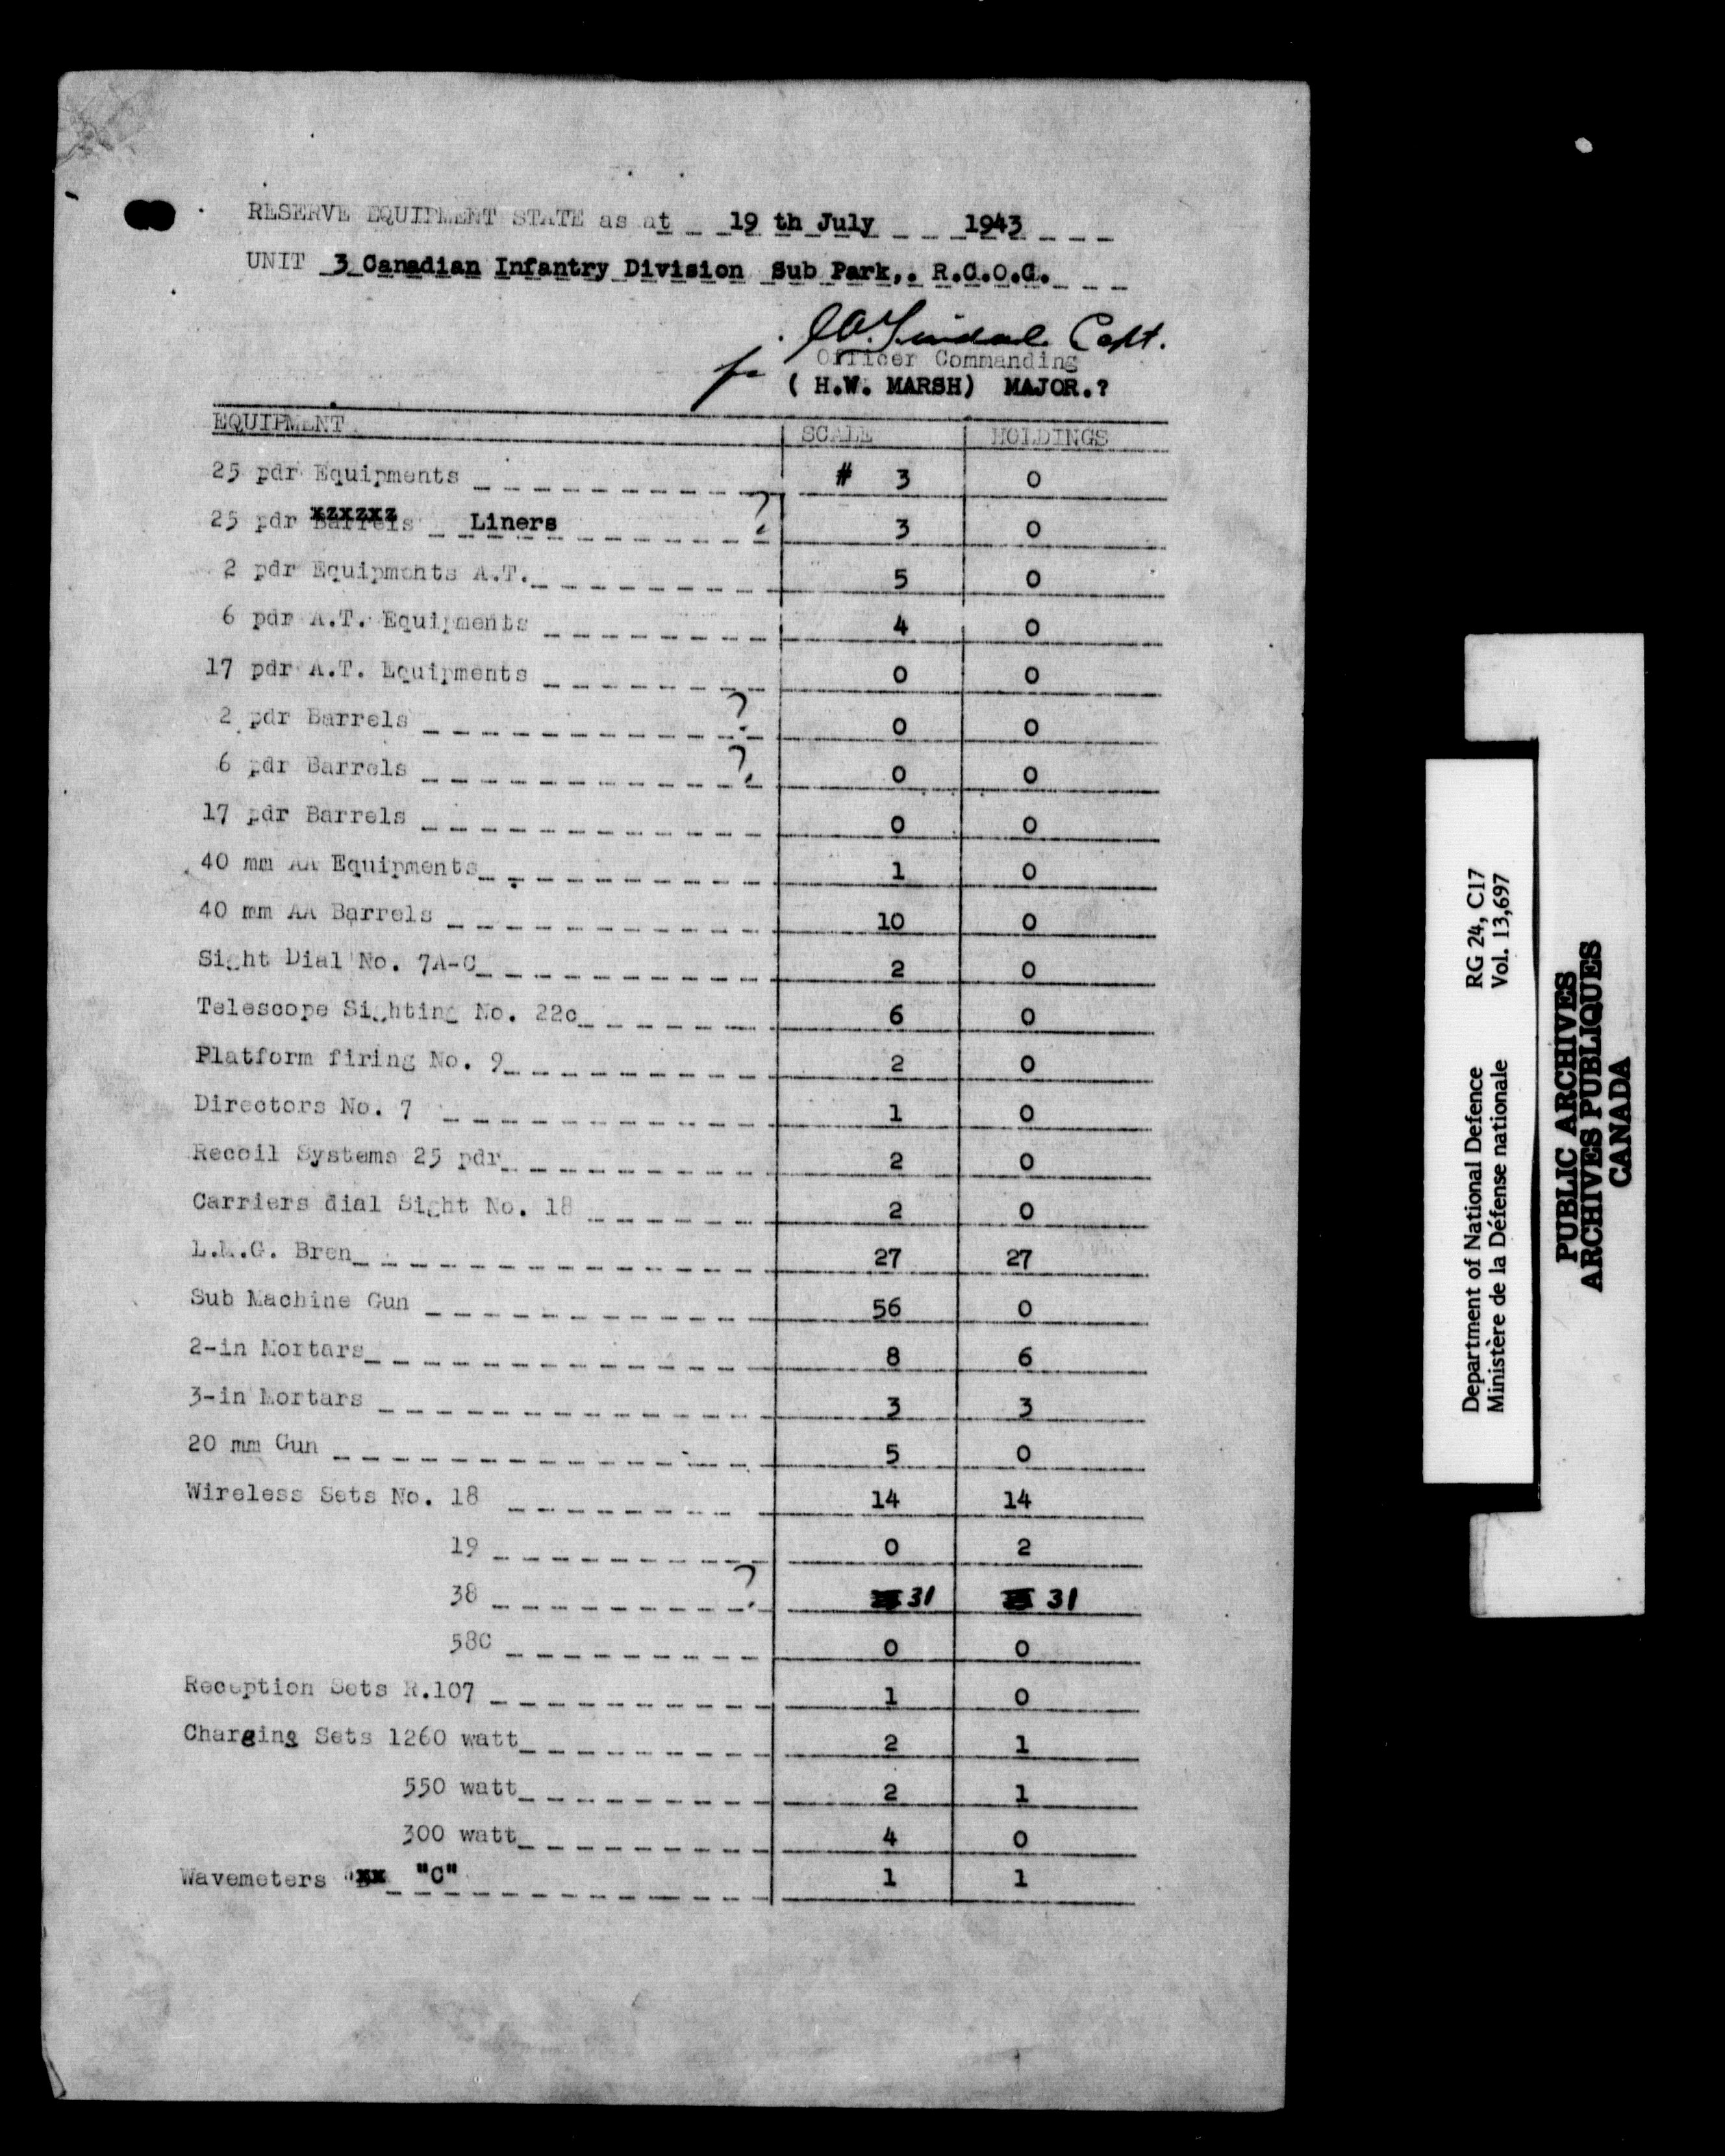 RESERVE EQUIPMENT STATE as at 19 th July 1943
UNIT 3 Canadian Infantry Division Sub Park,. R.C.O.C.
Capt.
for Officer Commanding
( H.W. MARSH) MAJOR.?
EQUIPMENT SCALE HOLDINGS
25 pdr Equipments # 3 0
25 pdr Barrels Liners ? 3 0
2 pdr Equipments A.T. 5 0
6 pdr A.T. Equipments 4 0
17 pdr A.T. Equipments 0 0
2 pdr Barrels ? 0 0
6 pdr Barrels ? 0 0
17 pdr Barrels 0 0
40 mm AA Equipments 1 0
40 mm AA Barrels 10 0
Sight Dial No. 7A-C 2 0
Telescope Sighting No. 22c 6 0
Platform firing No. 9 2 0
Directors No. 7 1 0
Recoil Systems 25 pdr 2 0
Carriers dial Sight No. 18 2 0
L.M.G. Bren 27 27
Sub Machine Gun 56 0
2-in Mortars 8 6
3-in Mortars 3 3
20 mm Gun 5 0
Wireless Sets No. 18 14 14
19 0 2
38 ? 31 31
58C 0 0
Reception Sets R.107 1 0
Charging Sets 1260 watt 2 1
550 watt 2 1
300 watt 4 0
Wavemeters "C" 1 1
Department of National Defence RG 24, C17
Ministère de la Défense nationale Vol. 13,697
PUBLIC ARCHIVES
ARCHIVES PUBLIQUES
CANADA